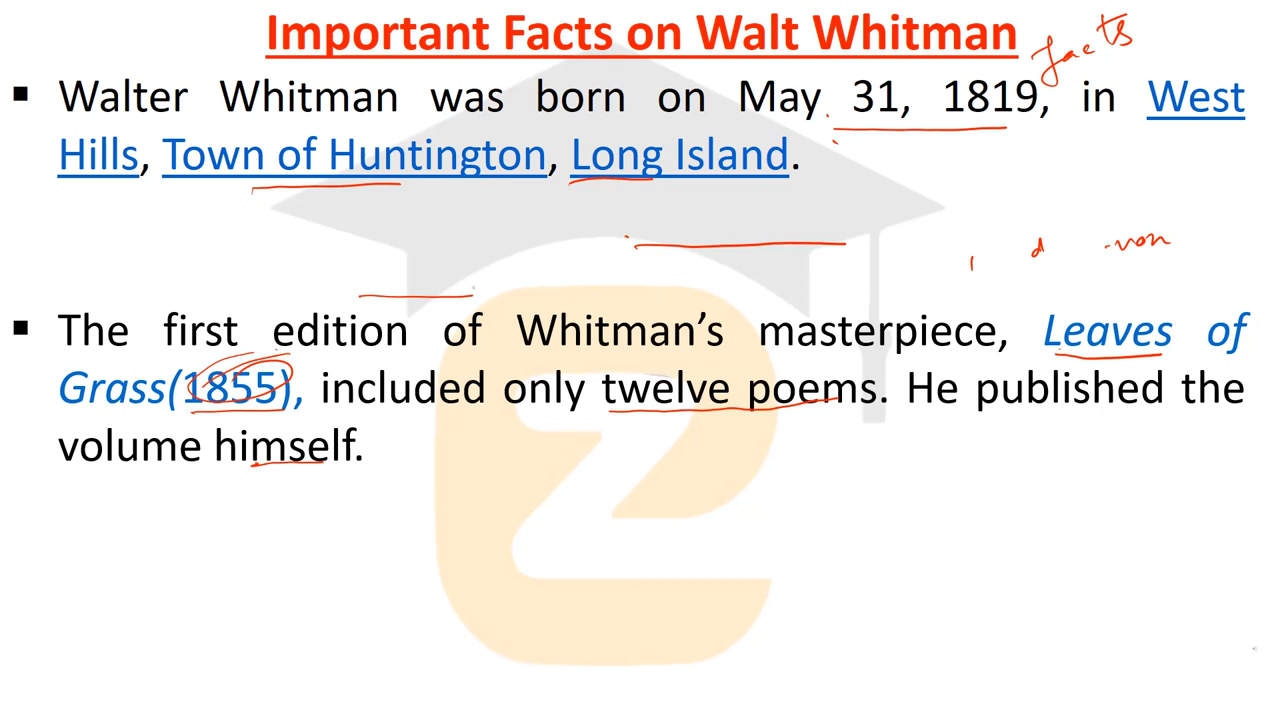 Important Facts on Walt Whitman
facts
▪ Walter Whitman was born on May 31, 1819, in West
Hills, Town of Huntington, Long Island.
▪ The first edition of Whitman’s masterpiece, Leaves of
Grass(1855), included only twelve poems. He published the
volume himself.